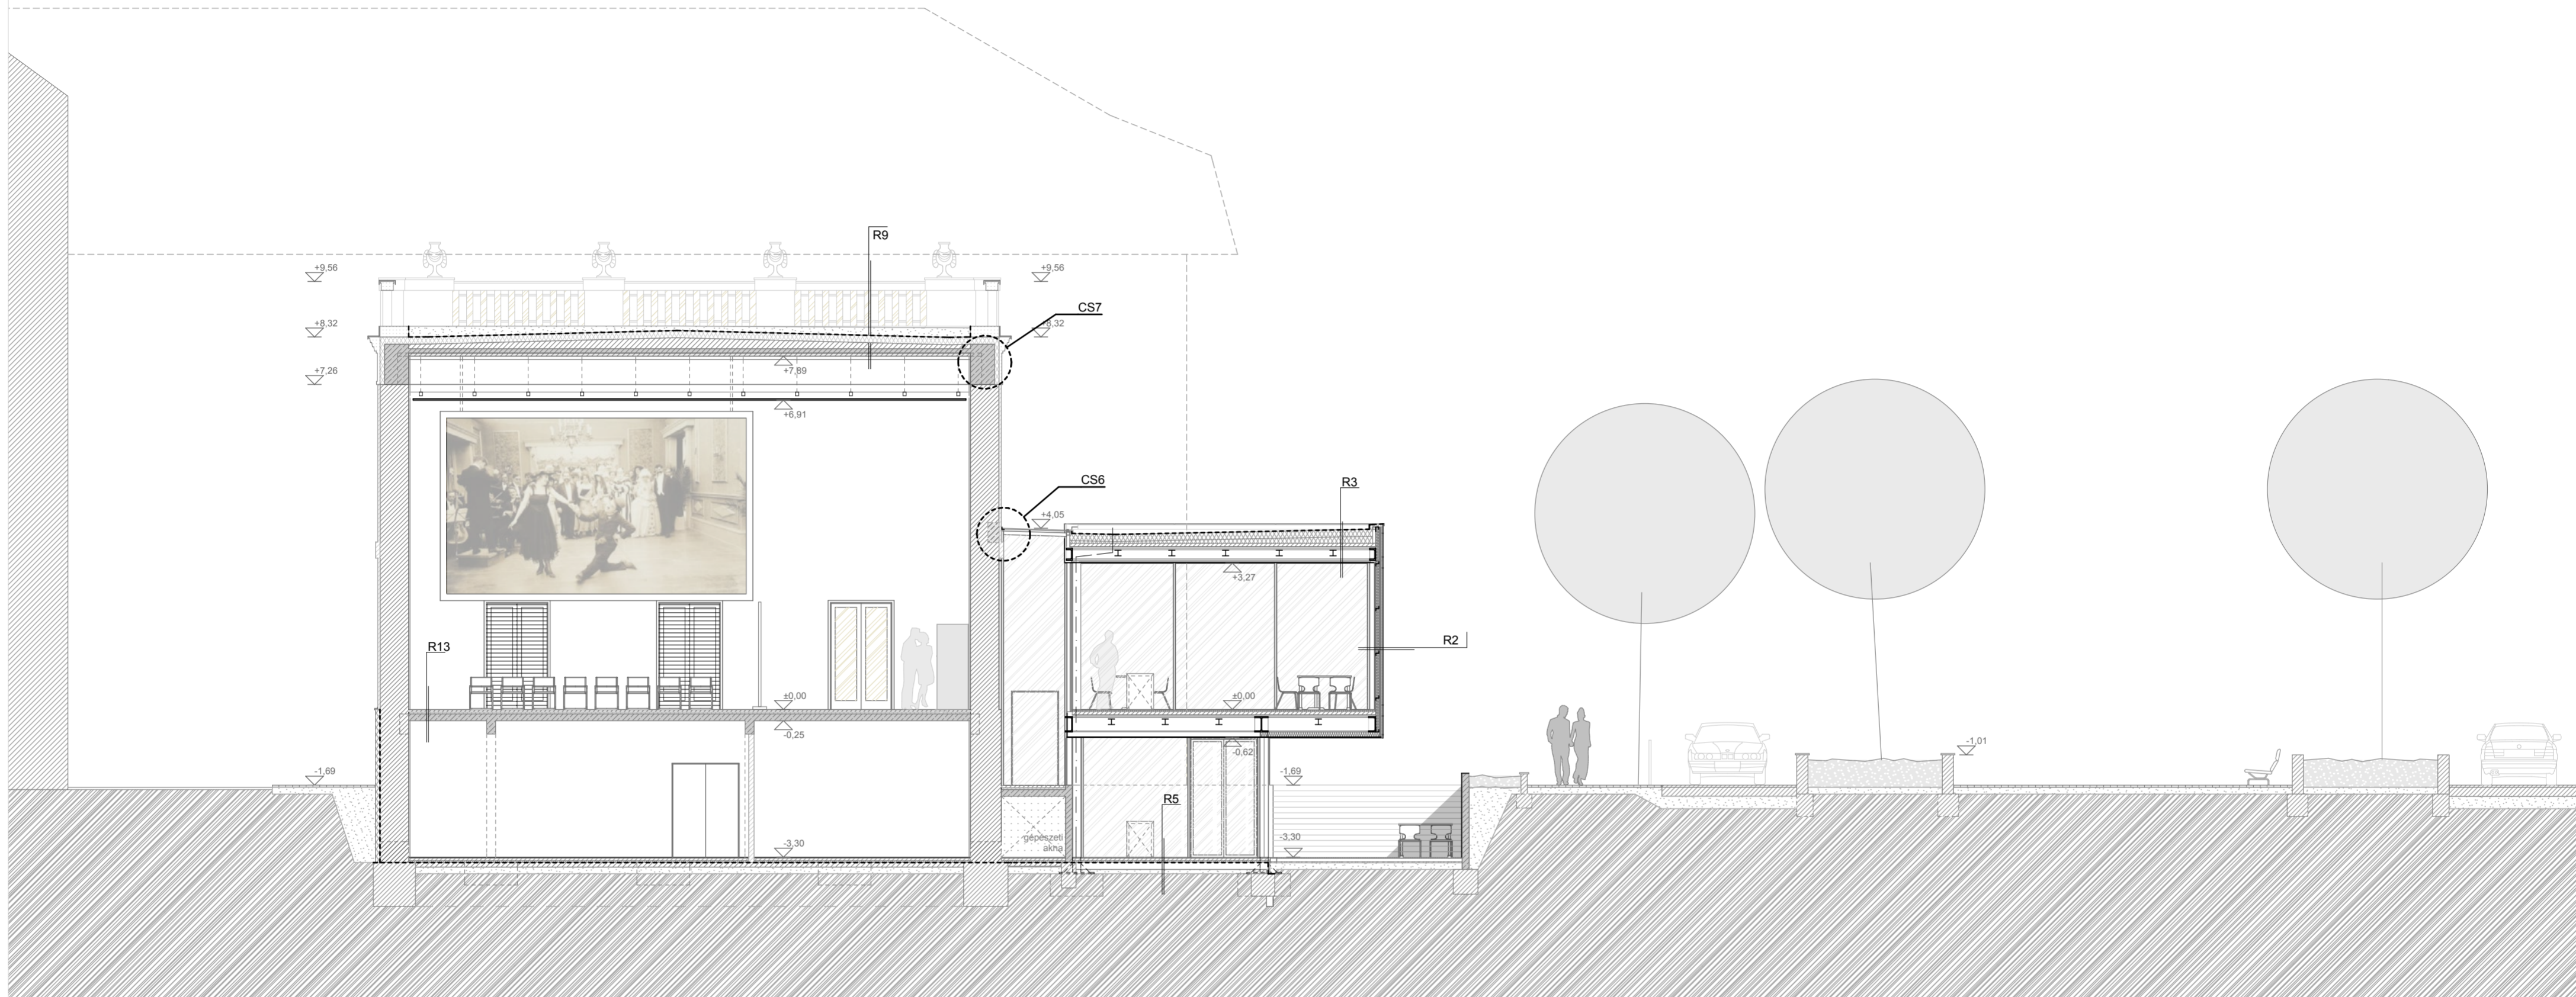 R9
+9,56
+9,56
CS7
+8,32
+8,32
+7,26
+7,89
+6,91
CS6
R3
+4,05
+3,27
R13
R2
±0,00
±0,00
-0,25
-0,62
-1,01
-1,69
-1,69
R5
gépészeti
akna
-3,30
-3,30